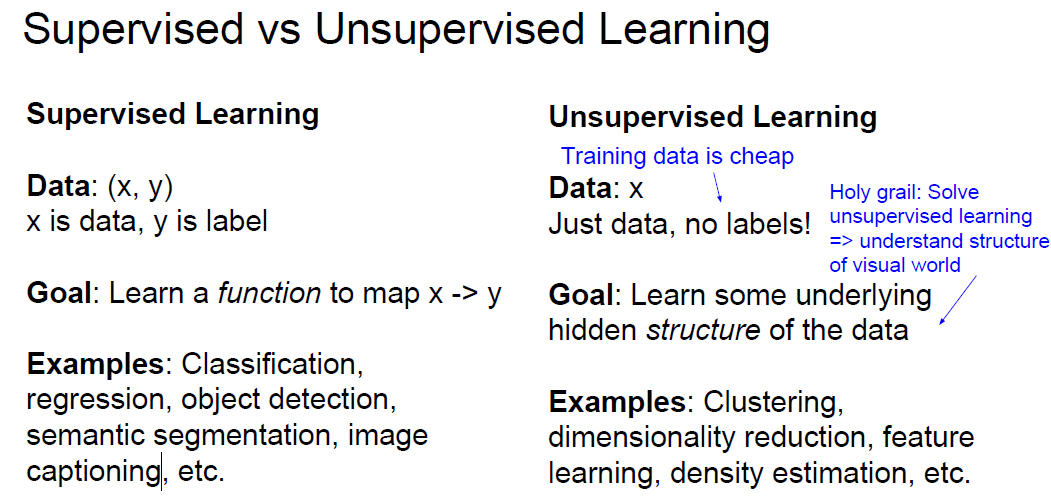 Supervised vs Unsupervised Learning
Supervised Learning
Data: (x, y)
x is data, y is label
Goal: Learn a function to map x -> y
Examples: Classification,
regression, object detection,
semantic segmentation, image
captioning, etc.
Unsupervised Learning
Training data is cheap
Data: x
Just data, no labels!
Holy grail: Solve
unsupervised learning
=> understand structure
of visual world
Goal: Learn some underlying
hidden structure of the data
Examples: Clustering,
dimensionality reduction, feature
learning, density estimation, etc.